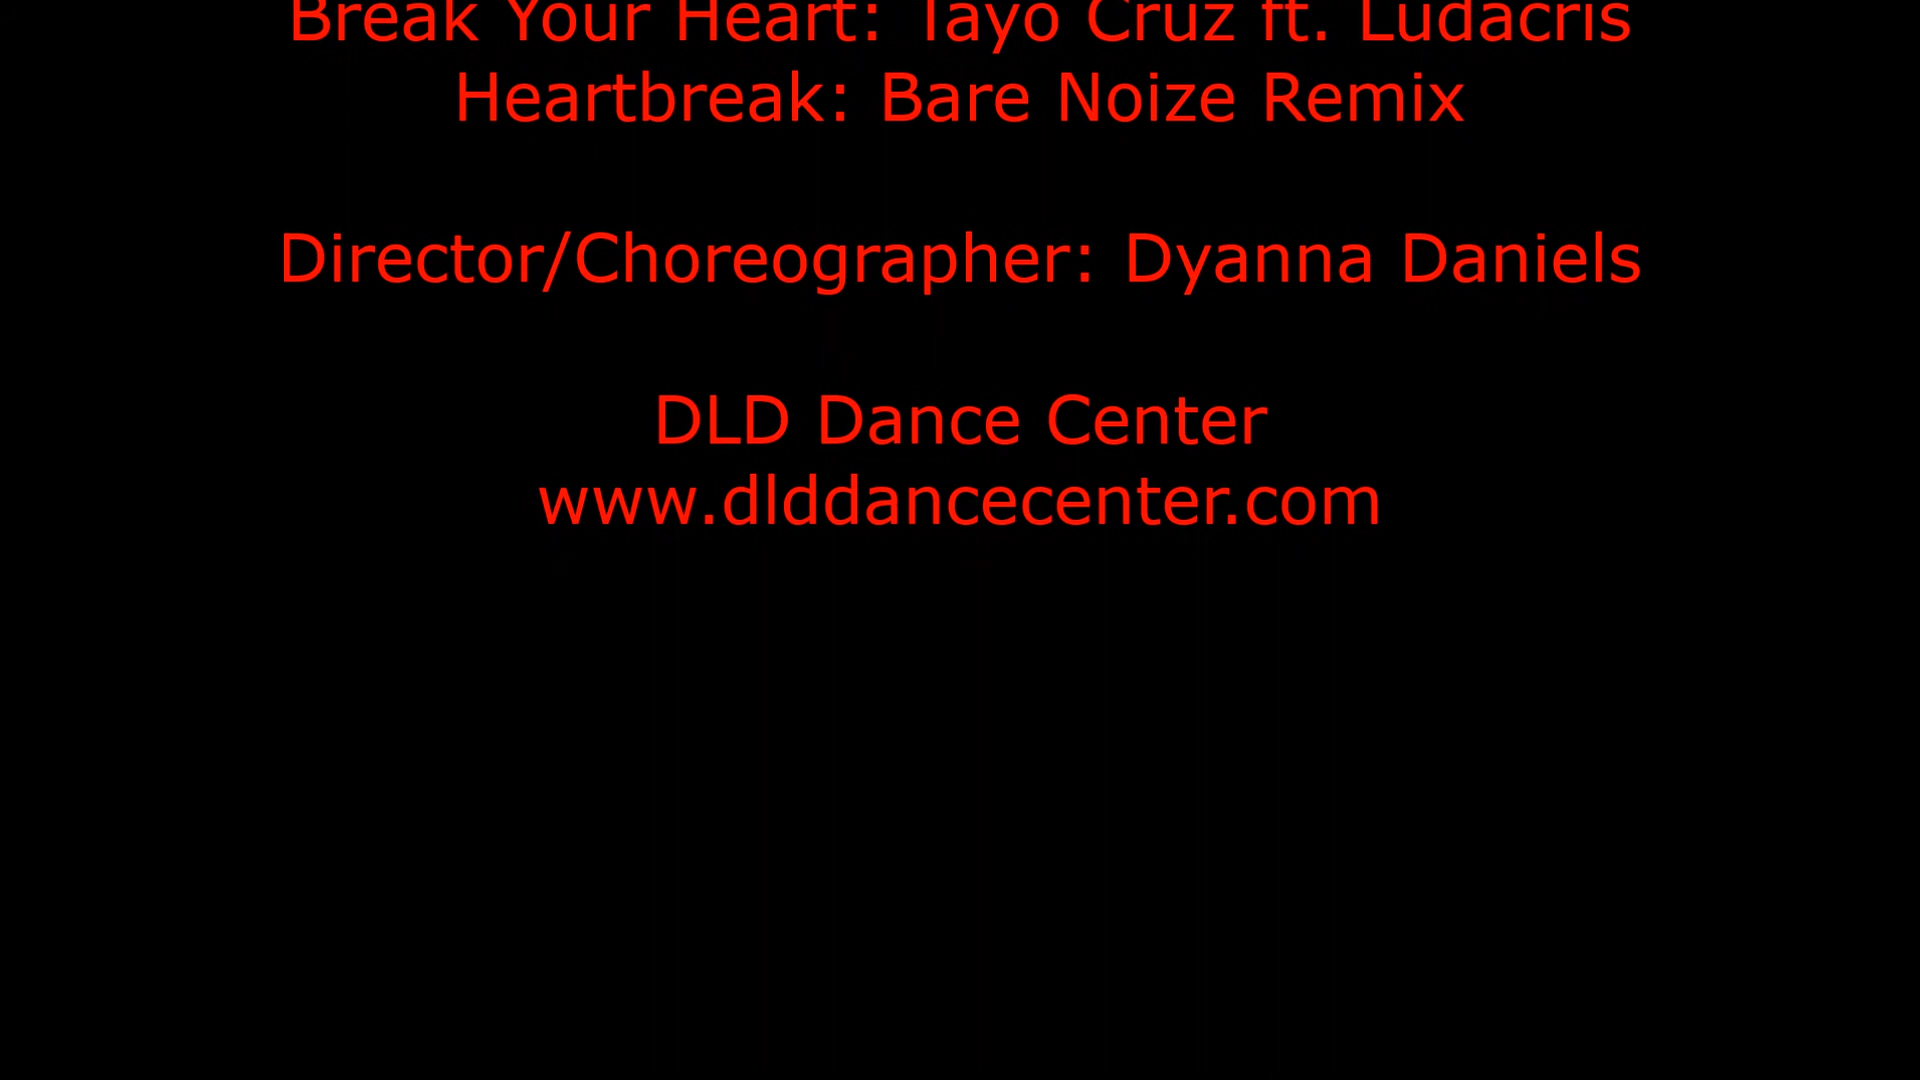 Break Your Heart: Tayo Cruz ft. Ludacris
Heartbreak: Bare Noize Remix
Director/Choreographer: Dyanna Daniels
DLD Dance Center
www.dlddancecenter.com